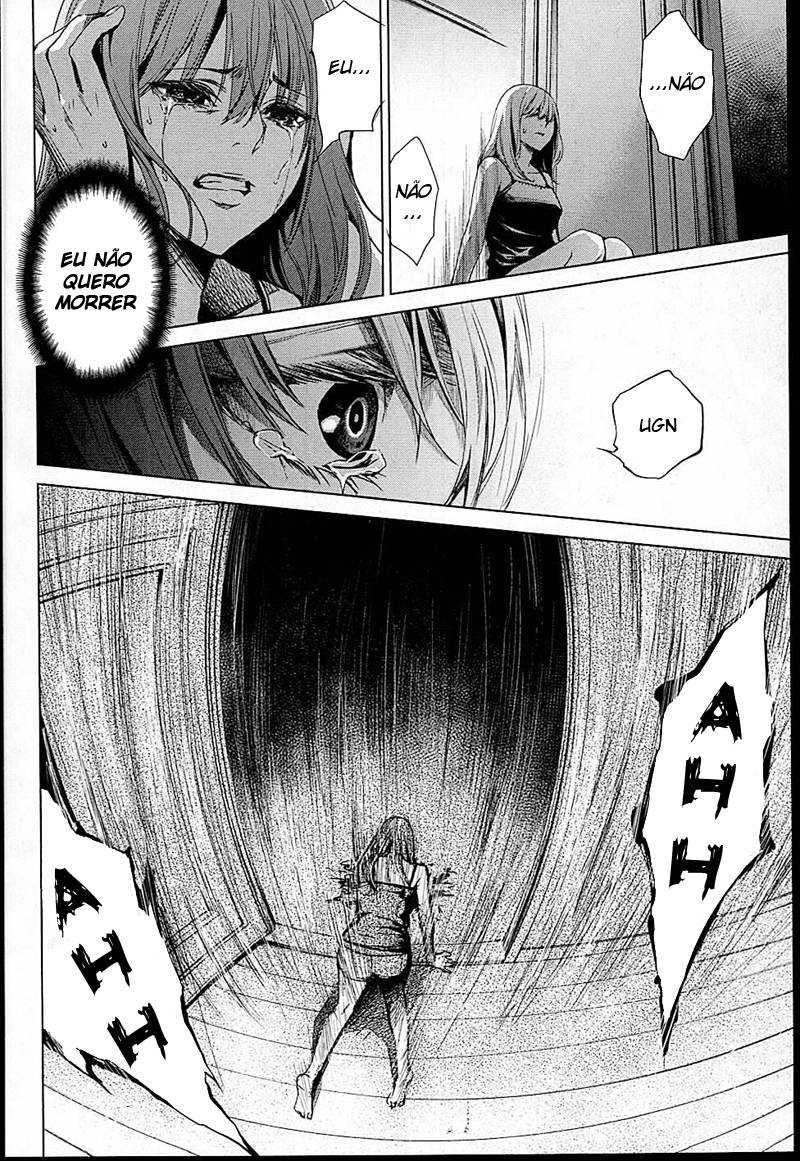 ...NÃO
NÃO
...
EU...
EU NÃO
QUERO
MORRER
UGN
AHH
AHH